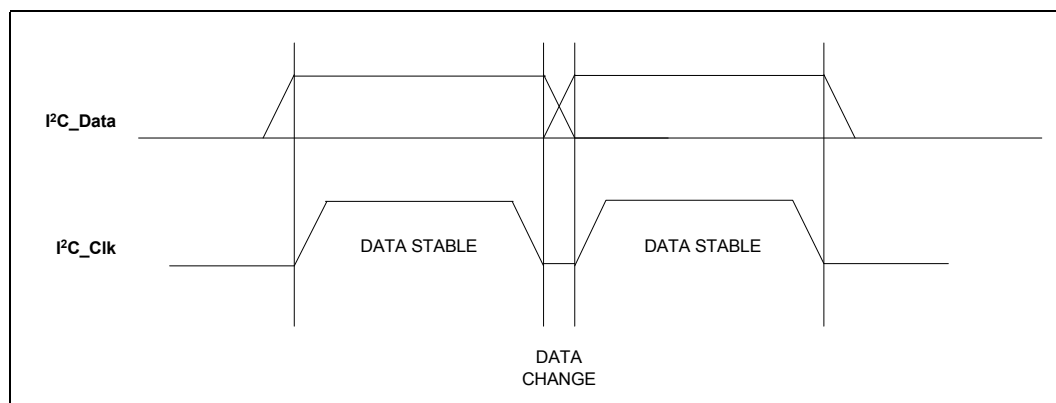 I²C_Data
I²C_Clk
DATA STABLE
DATA STABLE
DATA
CHANGE